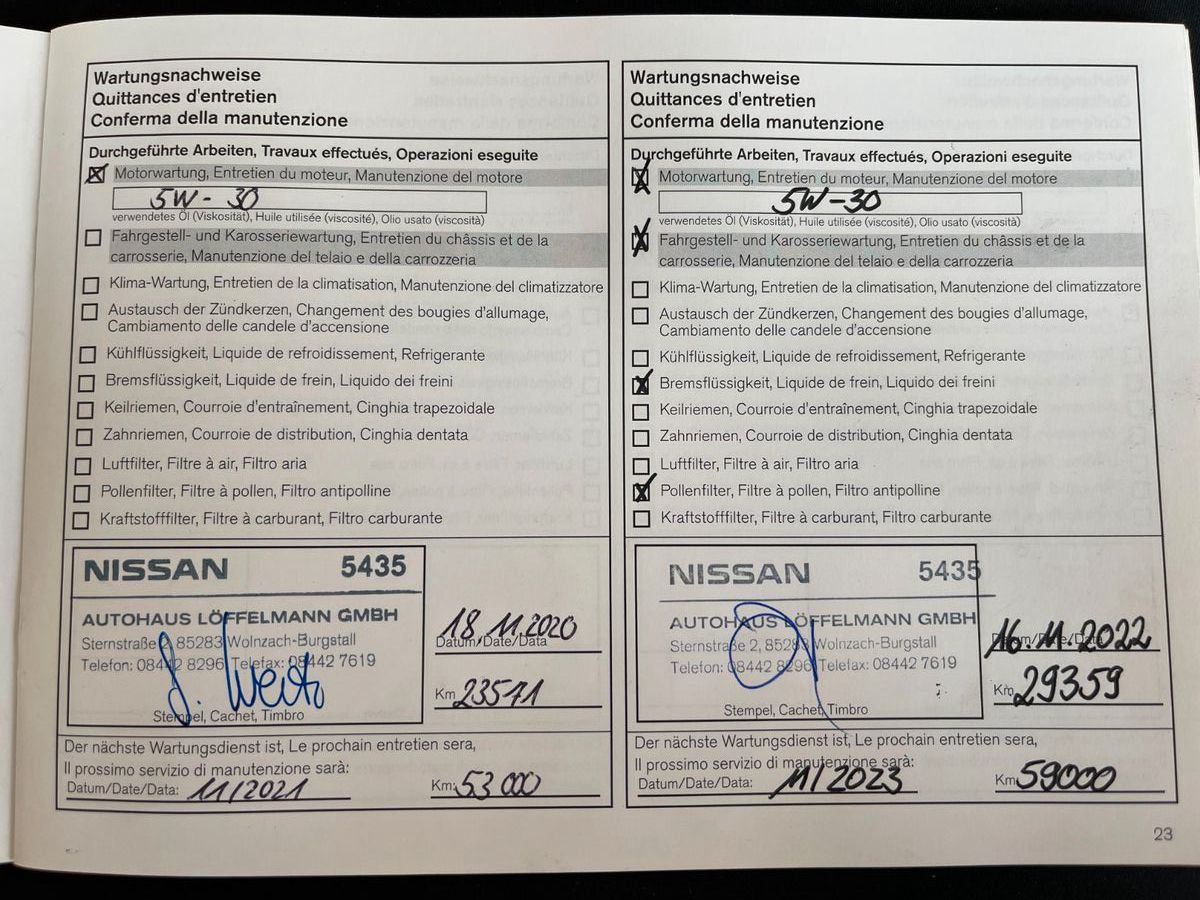 Wartungsnachweise
Quittances d'entretien
Conferma della manutenzione
Durchgeführte Arbeiten, Travaux effectués, Operazioni eseguite
Motorwartung, Entretien du moteur, Manutenzione del motore
5W-30
verwendetes Öl (Viskosität), Huile utilisée (viscosité), Olio usato (viscosità)
Fahrgestell- und Karosseriewartung, Entretien du châssis et de la
carrosserie, Manutenzione del telaio e della carrozzeria
Klima-Wartung, Entretien de la climatisation, Manutenzione del climatizzatore
Austausch der Zündkerzen, Changement des bougies d'allumage,
Cambiamento delle candele d'accensione
Kühlflüssigkeit, Liquide de refroidissement, Refrigerante
Bremsflüssigkeit, Liquide de frein, Liquido dei freini
Keilriemen, Courroie d'entraînement, Cinghia trapezoidale
Zahnriemen, Courroie de distribution, Cinghia dentata
Luftfilter, Filtre à air, Filtro aria
Pollenfilter, Filtre à pollen, Filtro antipolline
Kraftstofffilter, Filtre à carburant, Filtro carburante
NISSAN 5435
AUTOHAUS LÖFFELMANN GMBH
Sternstraße 2, 85283 Wolnzach-Burgstall
Telefon: 08442 8296 Telefax: 08442 7619
Stempel, Cachet, Timbro
18.11.2020
Datum/Date/Data
Km 23571
Der nächste Wartungsdienst ist, Le prochain entretien sera,
Il prossimo servizio di manutenzione sarà:
Datum/Date/Data: 11/2021 Km: 53 000
Wartungsnachweise
Quittances d'entretien
Conferma della manutenzione
Durchgeführte Arbeiten, Travaux effectués, Operazioni eseguite
Motorwartung, Entretien du moteur, Manutenzione del motore
5W-30
verwendetes Öl (Viskosität), Huile utilisée (viscosité), Olio usato (viscosità)
Fahrgestell- und Karosseriewartung, Entretien du châssis et de la
carrosserie, Manutenzione del telaio e della carrozzeria
Klima-Wartung, Entretien de la climatisation, Manutenzione del climatizzatore
Austausch der Zündkerzen, Changement des bougies d'allumage,
Cambiamento delle candele d'accensione
Kühlflüssigkeit, Liquide de refroidissement, Refrigerante
Bremsflüssigkeit, Liquide de frein, Liquido dei freini
Keilriemen, Courroie d'entraînement, Cinghia trapezoidale
Zahnriemen, Courroie de distribution, Cinghia dentata
Luftfilter, Filtre à air, Filtro aria
Pollenfilter, Filtre à pollen, Filtro antipolline
Kraftstofffilter, Filtre à carburant, Filtro carburante
NISSAN 5435
AUTOHAUS LÖFFELMANN GMBH
Sternstraße 2, 85283 Wolnzach-Burgstall
Telefon: 08442 8296 Telefax: 08442 7619
Stempel, Cachet, Timbro
Datum/Date/Data
16.11.2022
Km 29359
Der nächste Wartungsdienst ist, Le prochain entretien sera,
Il prossimo servizio di manutenzione sarà:
Datum/Date/Data: 11/2023 Km: 59000
23